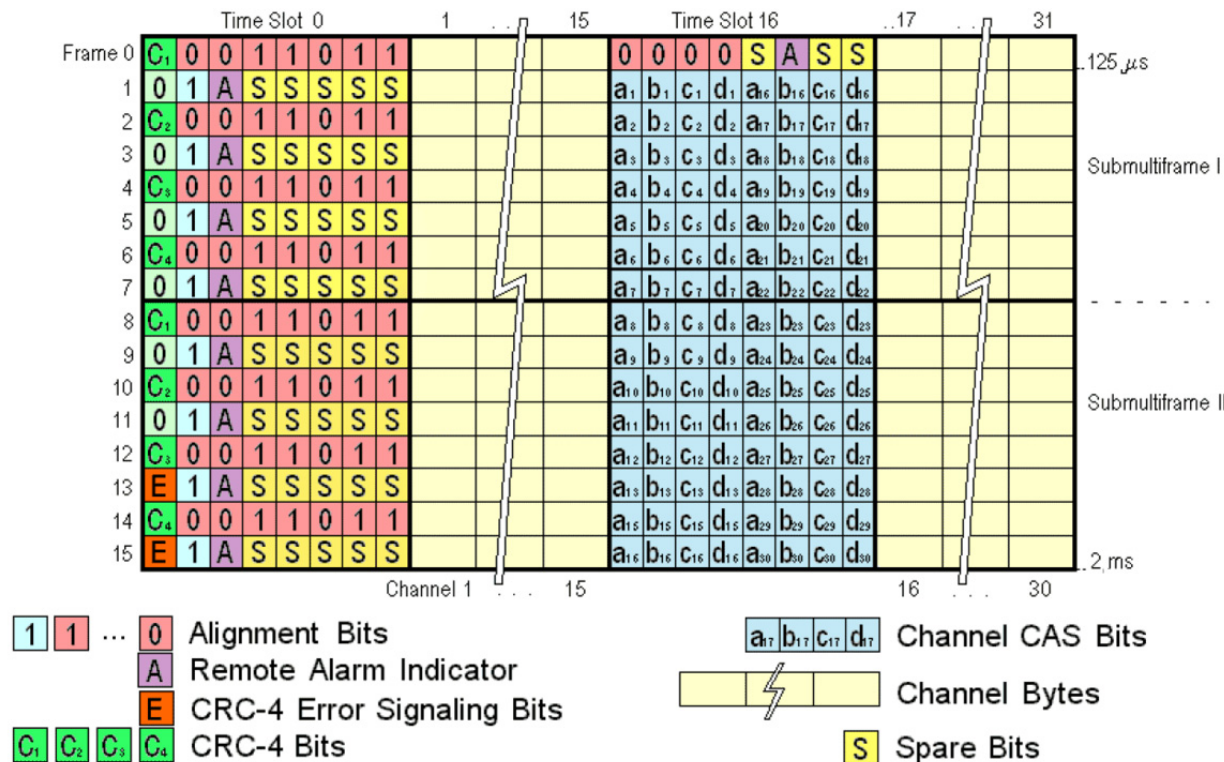 Time Slot 0 1 ... 15 Time Slot 16 ..17 ... 31
Frame 0 C₁ 0 0 1 1 0 1 1 0 0 0 0 S A S S ..125 µs
1 0 1 A S S S S S a₁ b₁ c₁ d₁ a₁₆ b₁₆ c₁₆ d₁₆
2 C₂ 0 0 1 1 0 1 1 a₂ b₂ c₂ d₂ a₁₇ b₁₇ c₁₇ d₁₇
3 0 1 A S S S S S a₃ b₃ c₃ d₃ a₁₈ b₁₈ c₁₈ d₁₈
Submultiframe I
4 C₃ 0 0 1 1 0 1 1 a₄ b₄ c₄ d₄ a₁₉ b₁₉ c₁₉ d₁₉
5 0 1 A S S S S S a₅ b₅ c₅ d₅ a₂₀ b₂₀ c₂₀ d₂₀
6 C₄ 0 0 1 1 0 1 1 a₆ b₆ c₆ d₆ a₂₁ b₂₁ c₂₁ d₂₁
7 0 1 A S S S S S a₇ b₇ c₇ d₇ a₂₂ b₂₂ c₂₂ d₂₂
8 C₁ 0 0 1 1 0 1 1 a₈ b₈ c₈ d₈ a₂₃ b₂₃ c₂₃ d₂₃
9 0 1 A S S S S S a₉ b₉ c₉ d₉ a₂₄ b₂₄ c₂₄ d₂₄
10 C₂ 0 0 1 1 0 1 1 a₁₀ b₁₀ c₁₀ d₁₀ a₂₅ b₂₅ c₂₅ d₂₅
Submultiframe II
11 0 1 A S S S S S a₁₁ b₁₁ c₁₁ d₁₁ a₂₆ b₂₆ c₂₆ d₂₆
12 C₃ 0 0 1 1 0 1 1 a₁₂ b₁₂ c₁₂ d₁₂ a₂₇ b₂₇ c₂₇ d₂₇
13 E 1 A S S S S S a₁₃ b₁₃ c₁₃ d₁₃ a₂₈ b₂₈ c₂₈ d₂₈
14 C₄ 0 0 1 1 0 1 1 a₁₅ b₁₅ c₁₅ d₁₅ a₂₉ b₂₉ c₂₉ d₂₉
15 E 1 A S S S S S a₁₆ b₁₆ c₁₆ d₁₆ a₃₀ b₃₀ c₃₀ d₃₀ ..2 ms
Channel 1 ... 15 16 ... 30
1 1 ... 0 Alignment Bits
A Remote Alarm Indicator
E CRC-4 Error Signaling Bits
C₁ C₂ C₃ C₄ CRC-4 Bits
a₁₇ b₁₇ c₁₇ d₁₇ Channel CAS Bits
Channel Bytes
S Spare Bits